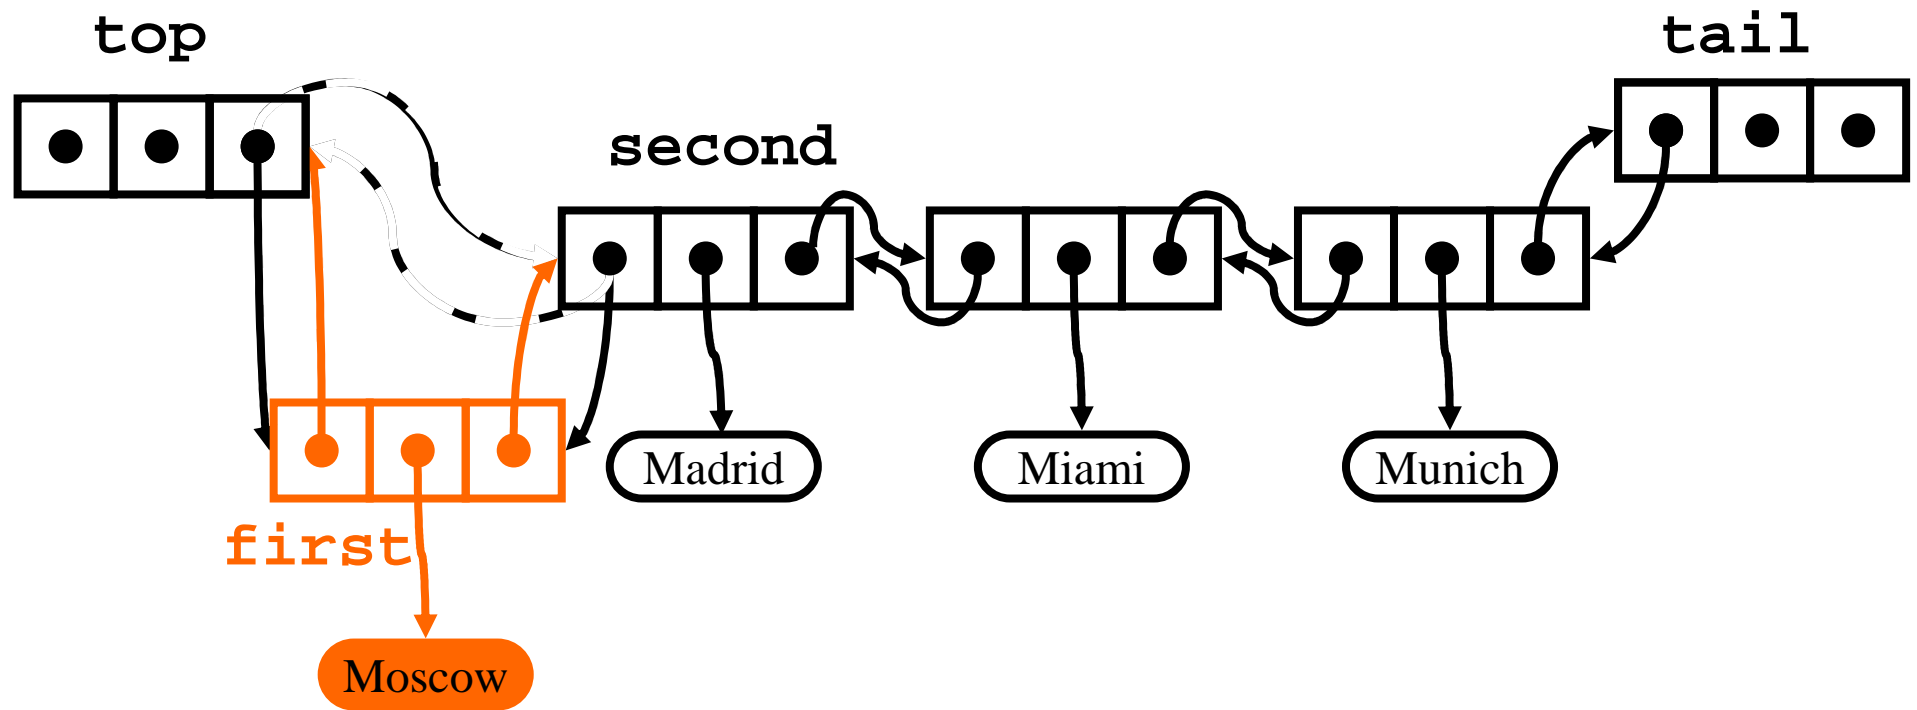 top
tail
second
Madrid
Miami
Munich
first
Moscow